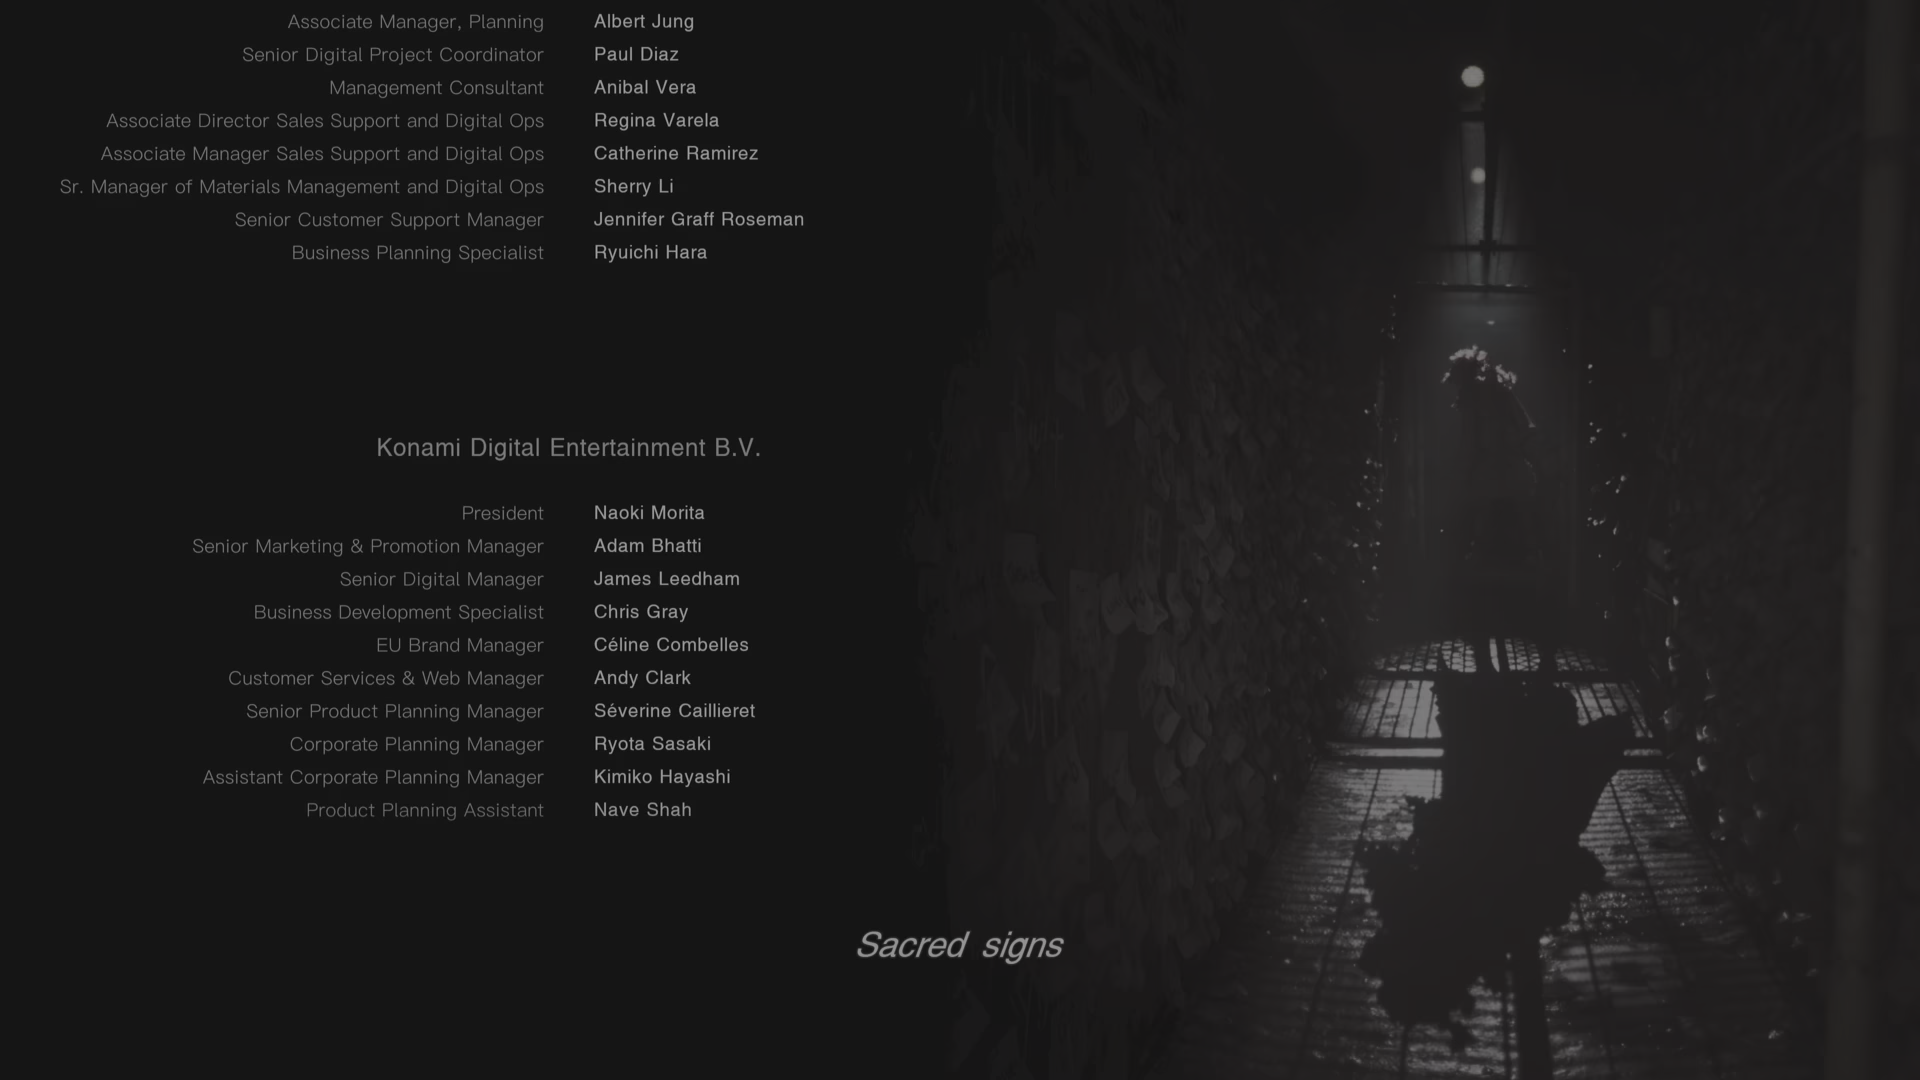 Associate Manager, Planning Albert Jung
Senior Digital Project Coordinator Paul Diaz
Management Consultant Anibal Vera
Associate Director Sales Support and Digital Ops Regina Varela
Associate Manager Sales Support and Digital Ops Catherine Ramirez
Sr. Manager of Materials Management and Digital Ops Sherry Li
Senior Customer Support Manager Jennifer Graff Roseman
Business Planning Specialist Ryuichi Hara
Konami Digital Entertainment B.V.
President Naoki Morita
Senior Marketing & Promotion Manager Adam Bhatti
Senior Digital Manager James Leedham
Business Development Specialist Chris Gray
EU Brand Manager Céline Combelles
Customer Services & Web Manager Andy Clark
Senior Product Planning Manager Séverine Caillieret
Corporate Planning Manager Ryota Sasaki
Assistant Corporate Planning Manager Kimiko Hayashi
Product Planning Assistant Nave Shah
Sacred signs